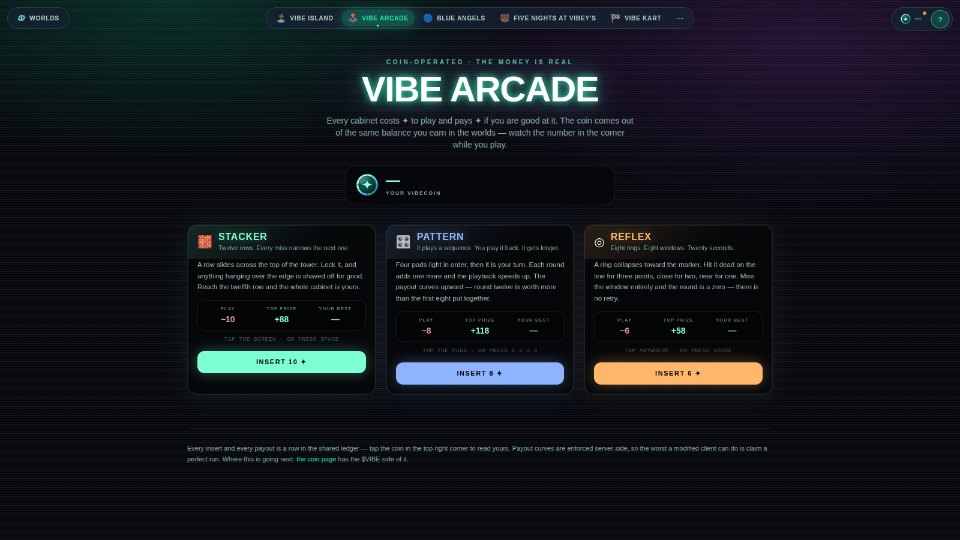 WORLDS
VIBE ISLAND
VIBE ARCADE
BLUE ANGELS
FIVE NIGHTS AT VIBEY'S
VIBE KART
···
—
?
COIN-OPERATED · THE MONEY IS REAL
VIBE ARCADE
Every cabinet costs ✦ to play and pays ✦ if you are good at it. The coin comes out
of the same balance you earn in the worlds — watch the number in the corner
while you play.
—
YOUR VIBECOIN
STACKER
Twelve rows. Every miss narrows the next one.
A row slides across the top of the tower. Lock it, and
anything hanging over the edge is shaved off for good.
Reach the twelfth row and the whole cabinet is yours.
PLAY TOP PRIZE YOUR BEST
−10 +88 —
TAP THE SCREEN · OR PRESS SPACE
INSERT 10 ✦
PATTERN
It plays a sequence. You play it back. It gets longer.
Four pads light in order, then it is your turn. Each round
adds one more and the playback speeds up. The
payout curves upward — round twelve is worth more
than the first eight put together.
PLAY TOP PRIZE YOUR BEST
−8 +118 —
TAP THE PADS · OR PRESS 1 2 3 4
INSERT 8 ✦
REFLEX
Eight rings. Eight windows. Twenty seconds.
A ring collapses toward the marker. Hit it dead on the
line for three points, close for two, near for one. Miss
the window entirely and the round is a zero — there is
no retry.
PLAY TOP PRIZE YOUR BEST
−6 +58 —
TAP ANYWHERE · OR PRESS SPACE
INSERT 6 ✦
Every insert and every payout is a row in the shared ledger — tap the coin in the top-right corner to read yours. Payout curves are enforced server-side, so the worst a modified client can do is claim a
perfect run. Where this is going next: the coin page has the $VIBE side of it.